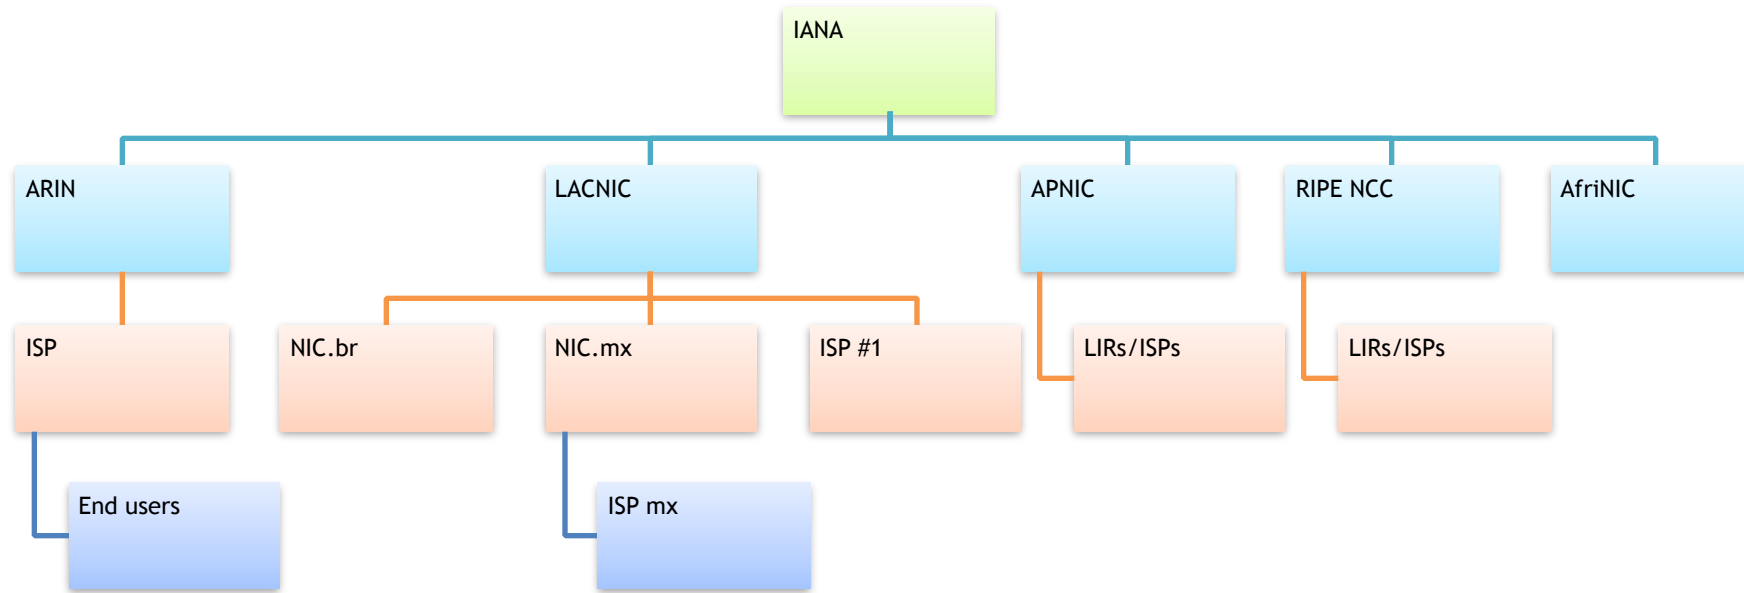 IANA
ARIN
LACNIC
APNIC
RIPE NCC
AfriNIC
ISP
NIC.br
NIC.mx
ISP #1
LIRs/ISPs
LIRs/ISPs
End users
ISP mx